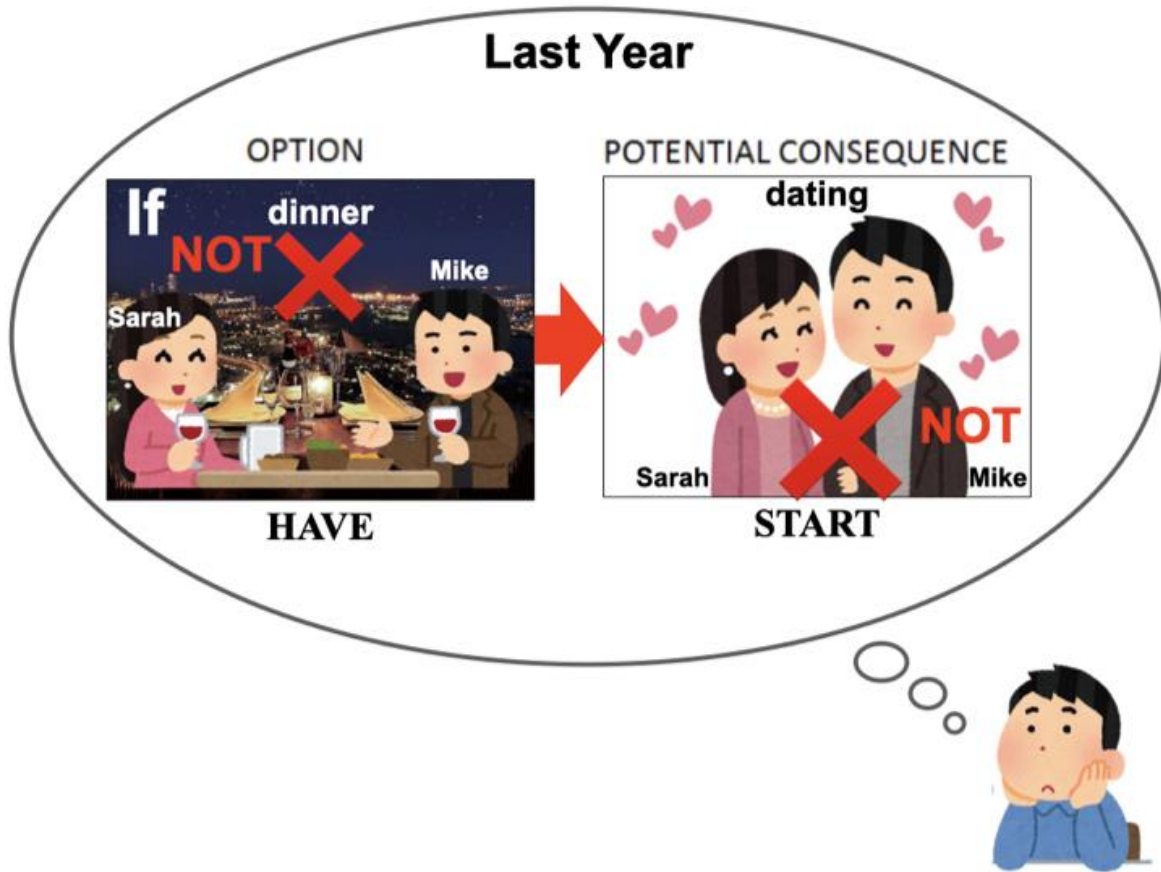 Last Year
OPTION
If
dinner
NOT
Sarah
Mike
HAVE
POTENTIAL CONSEQUENCE
dating
NOT
Sarah
Mike
START